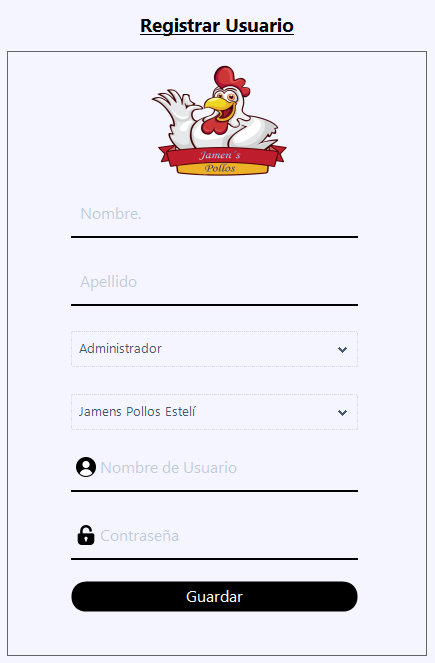 Registrar Usuario
Jamen´s
Pollos
Nombre.
Apellido
Administrador
Jamens Pollos Estelí
Nombre de Usuario
Contraseña
Guardar